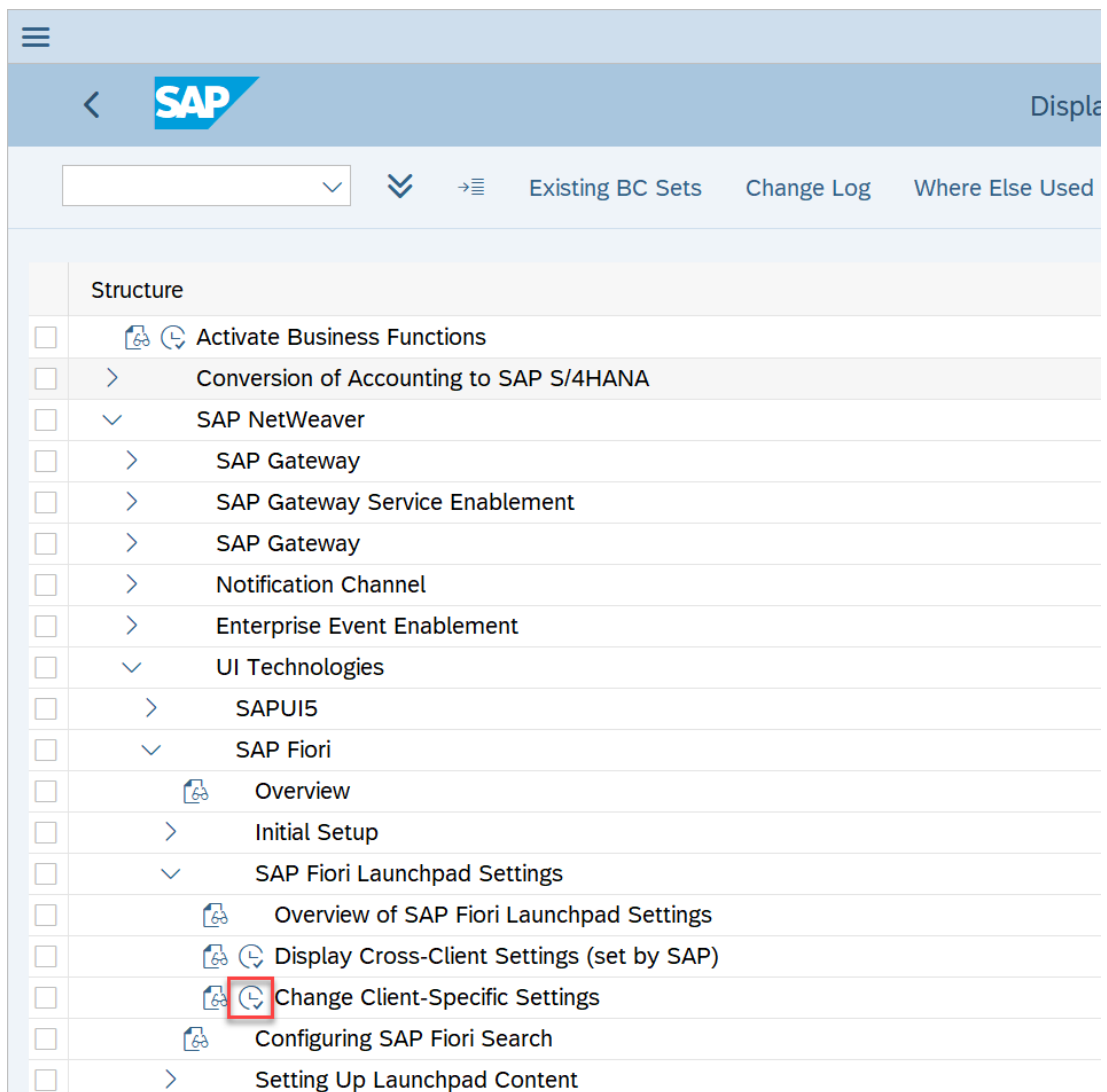 SAP
Displa
Existing BC Sets Change Log Where Else Used
Structure
Activate Business Functions
Conversion of Accounting to SAP S/4HANA
SAP NetWeaver
SAP Gateway
SAP Gateway Service Enablement
SAP Gateway
Notification Channel
Enterprise Event Enablement
UI Technologies
SAPUI5
SAP Fiori
Overview
Initial Setup
SAP Fiori Launchpad Settings
Overview of SAP Fiori Launchpad Settings
Display Cross-Client Settings (set by SAP)
Change Client-Specific Settings
Configuring SAP Fiori Search
Setting Up Launchpad Content